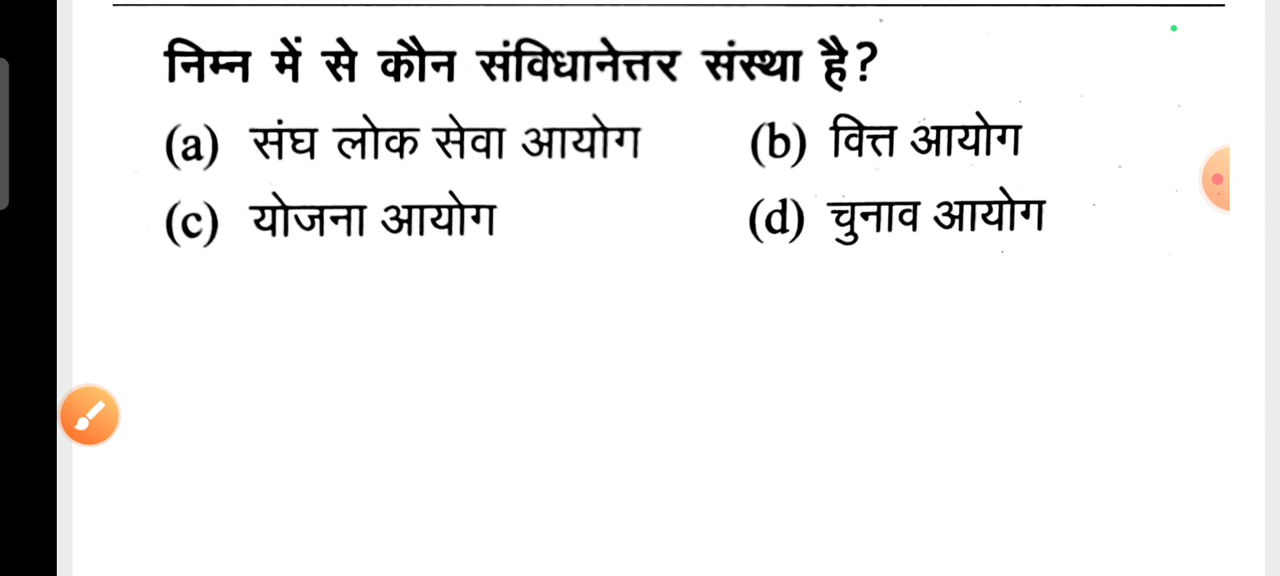 निम्न में से कौन संविधानेत्तर संस्था है?
(a) संघ लोक सेवा आयोग (b) वित्त आयोग
(c) योजना आयोग (d) चुनाव आयोग